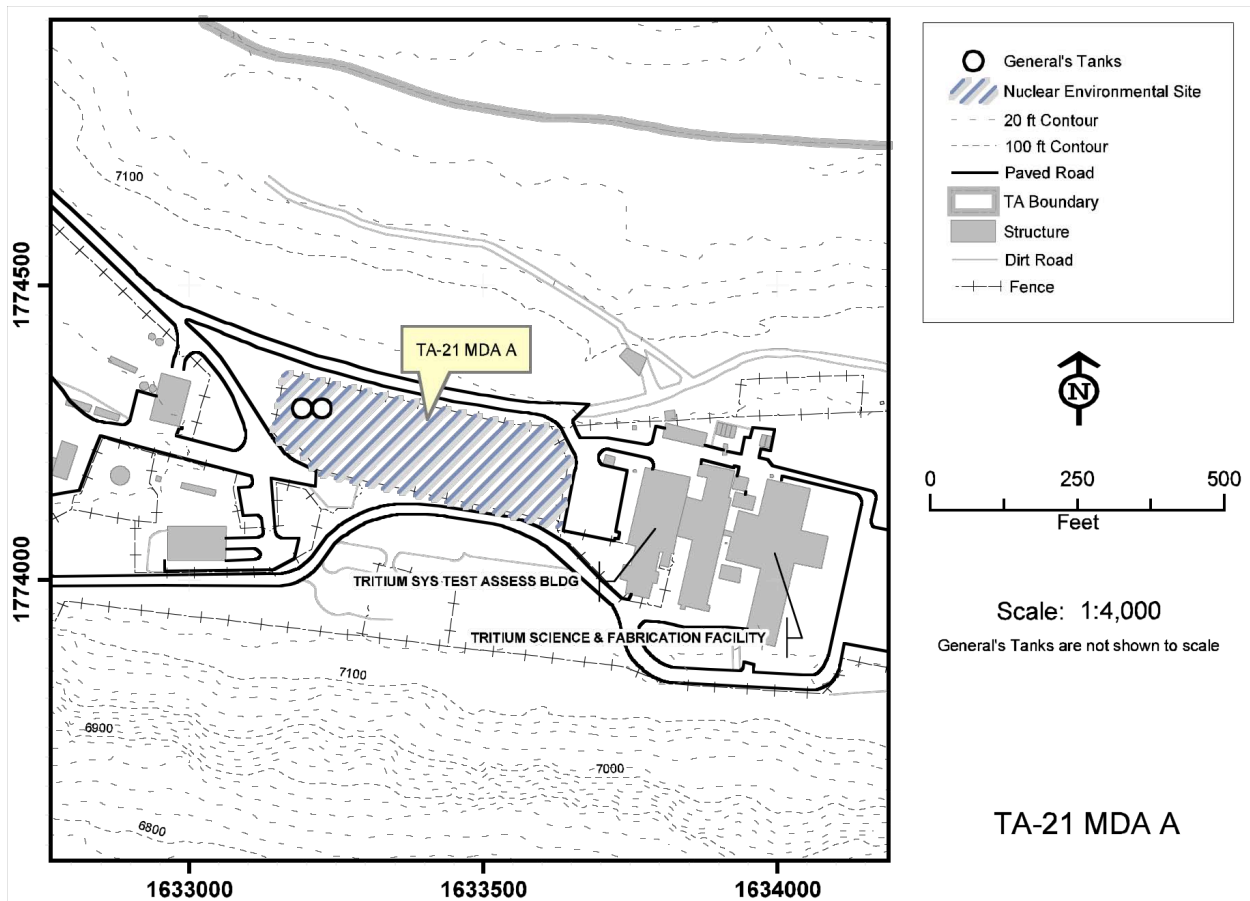 General's Tanks
Nuclear Environmental Site
20 ft Contour
100 ft Contour
Paved Road
TA Boundary
Structure
Dirt Road
Fence
7100
1774500
TA-21 MDA A
N
0 250 500
Feet
1774000
TRITIUM SYS TEST ASSESS BLDG
Scale: 1:4,000
TRITIUM SCIENCE & FABRICATION FACILITY
General's Tanks are not shown to scale
7100
6900
7000
6800
TA-21 MDA A
1633000 1633500 1634000